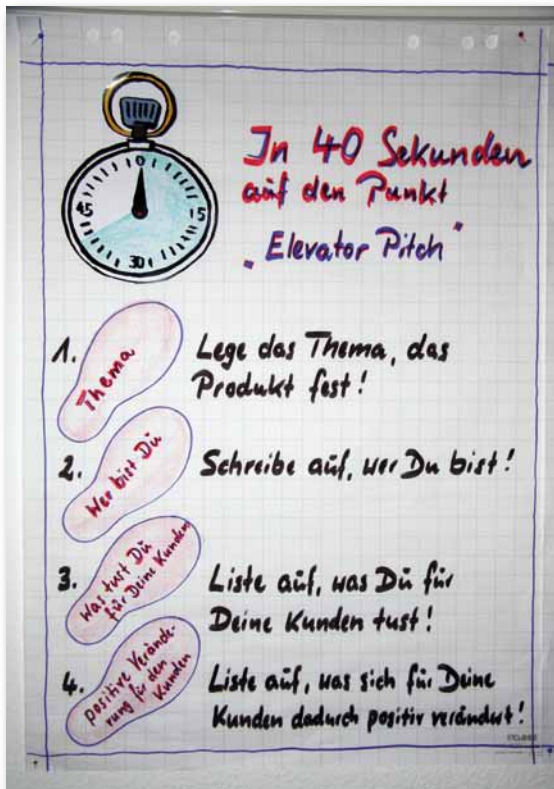 0
15
30
45
In 40 Sekunden
auf den Punkt
"Elevator Pitch"
1. Thema
Lege das Thema, das
Produkt fest!
2. Wer bist Du
Schreibe auf, wer Du bist!
3. Was tust Du
für Deine Kunden
Liste auf, was Du für
Deine Kunden tust!
4. positive Verände-
rung für den
Kunden
Liste auf, was sich für Deine
Kunden dadurch positiv verändert!